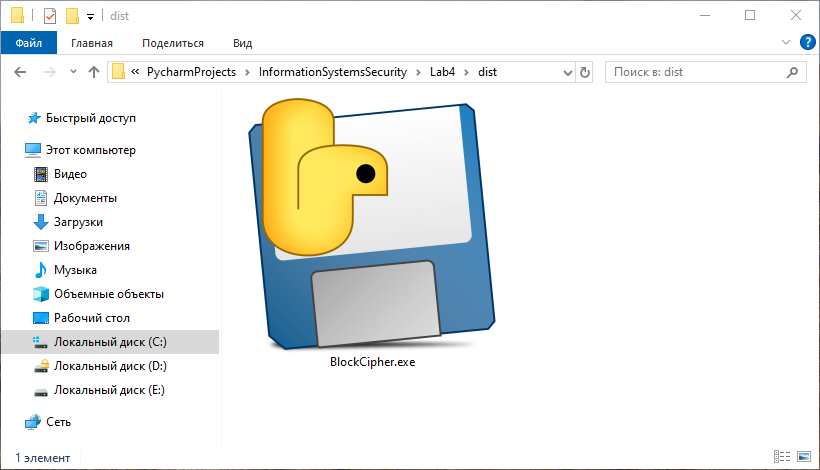 dist
Файл Главная Поделиться Вид
« PycharmProjects > InformationSystemsSecurity > Lab4 > dist Поиск в: dist
Быстрый доступ
Этот компьютер
Видео
Документы
Загрузки
Изображения
Музыка
Объемные объекты
Рабочий стол
Локальный диск (C:)
Локальный диск (D:)
Локальный диск (E:)
Сеть
BlockCipher.exe
1 элемент